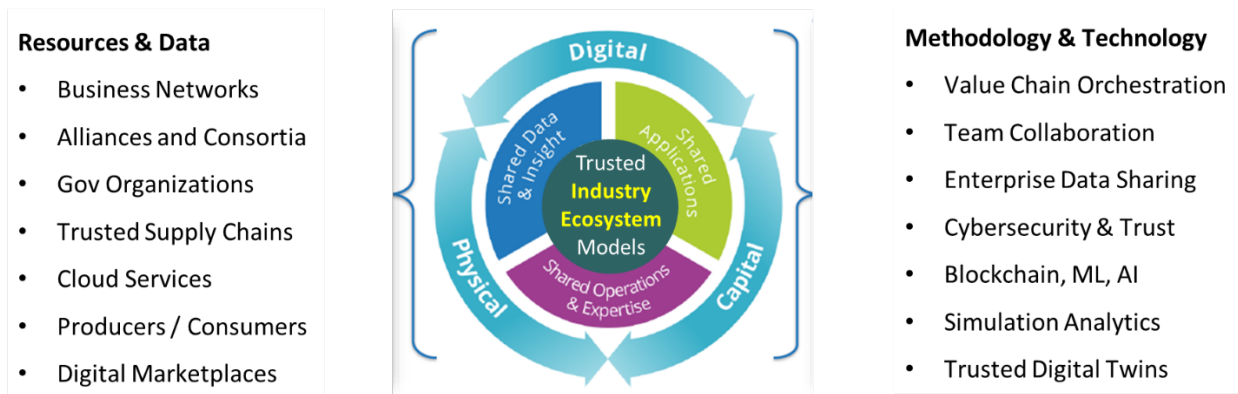 Resources & Data
• Business Networks
• Alliances and Consortia
• Gov Organizations
• Trusted Supply Chains
• Cloud Services
• Producers / Consumers
• Digital Marketplaces
Digital
Physical
Capital
Shared Data
& Insight
Shared
Applications
Shared Operations
& Expertise
Trusted
Industry
Ecosystem
Models
Methodology & Technology
• Value Chain Orchestration
• Team Collaboration
• Enterprise Data Sharing
• Cybersecurity & Trust
• Blockchain, ML, AI
• Simulation Analytics
• Trusted Digital Twins